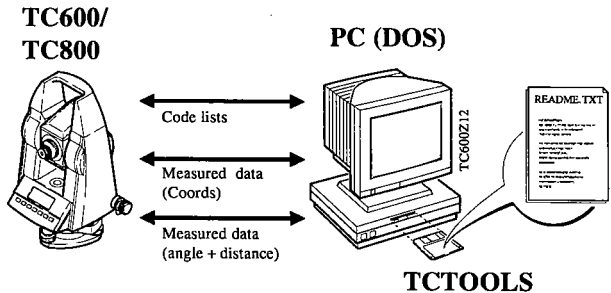 TC600/
TC800
PC (DOS)
Code lists
Measured data
(Coords)
Measured data
(angle + distance)
TC600Z12
README.TXT
TCTOOLS